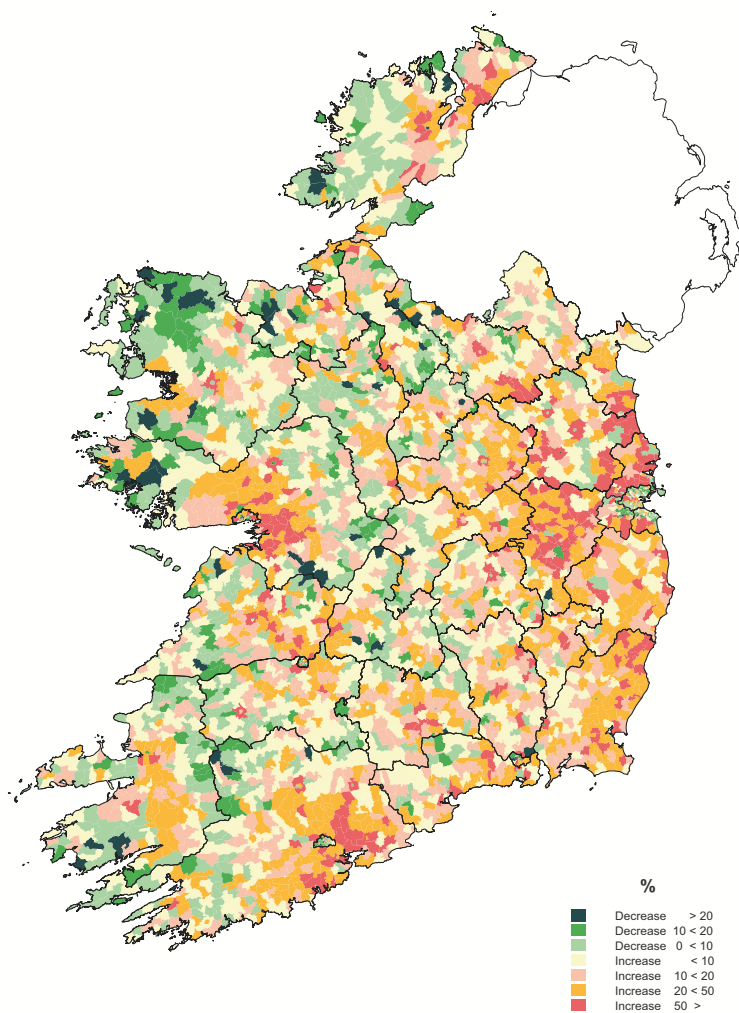 %
Decrease > 20
Decrease 10 < 20
Decrease 0 < 10
Increase < 10
Increase 10 < 20
Increase 20 < 50
Increase 50 >